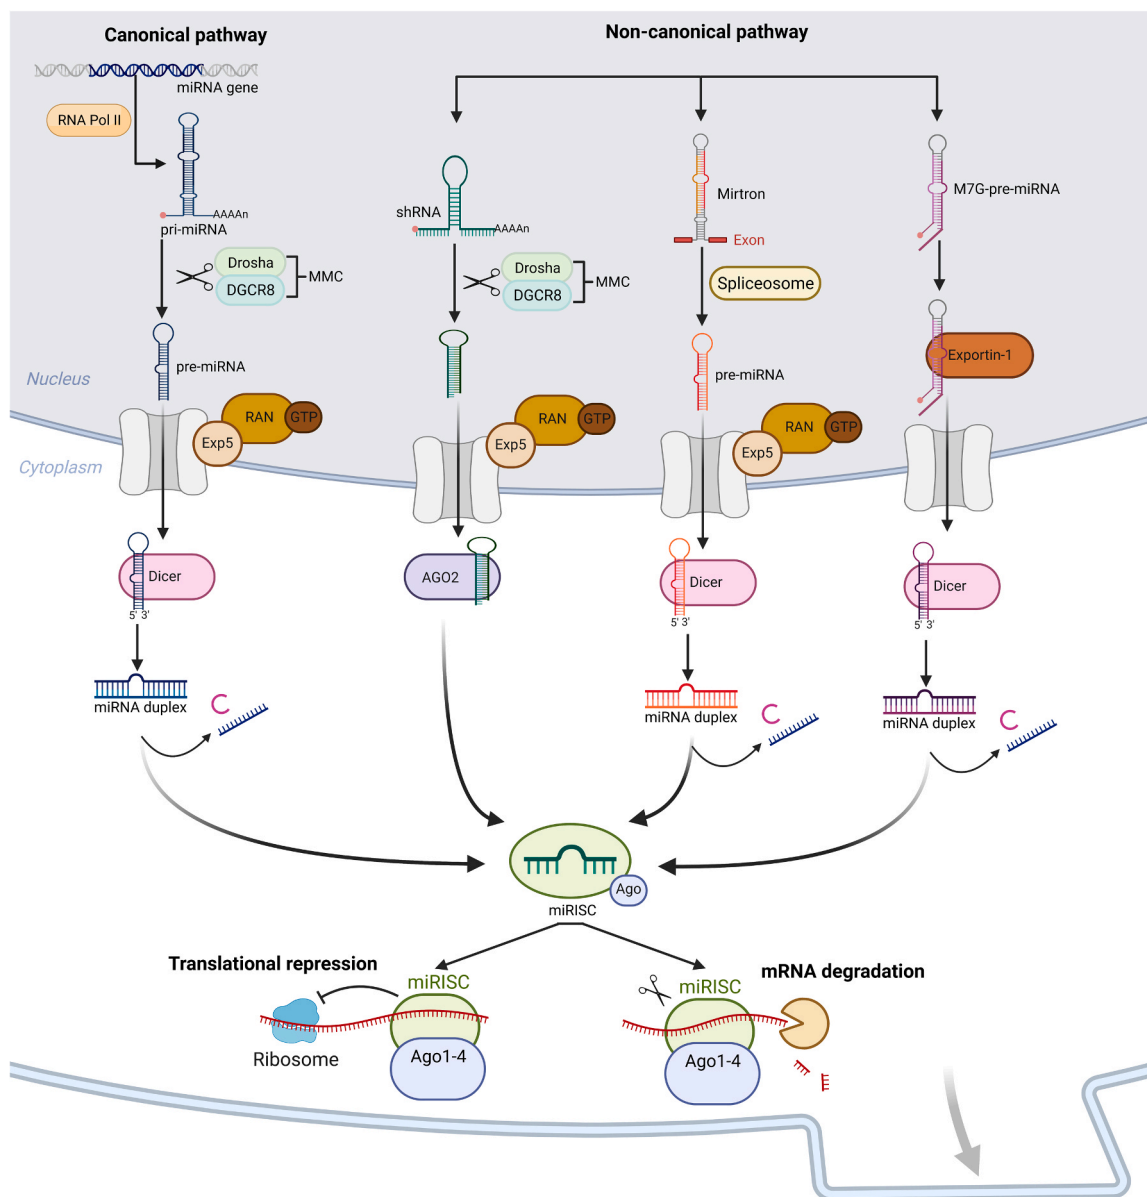 Canonical pathway
Non-canonical pathway
miRNA gene
RNA Pol II
AAAAn
pri-miRNA
shRNA
AAAAn
Mirtron
Exon
M7G-pre-miRNA
Drosha
DGCR8
MMC
Drosha
DGCR8
MMC
Spliceosome
pre-miRNA
pre-miRNA
Exportin-1
Nucleus
Cytoplasm
Exp5
RAN
GTP
Exp5
RAN
GTP
Exp5
RAN
GTP
Dicer
5' 3'
AGO2
Dicer
5' 3'
Dicer
5' 3'
miRNA duplex
miRNA duplex
miRNA duplex
Ago
miRISC
Translational repression
mRNA degradation
miRISC
miRISC
Ribosome
Ago1-4
Ago1-4